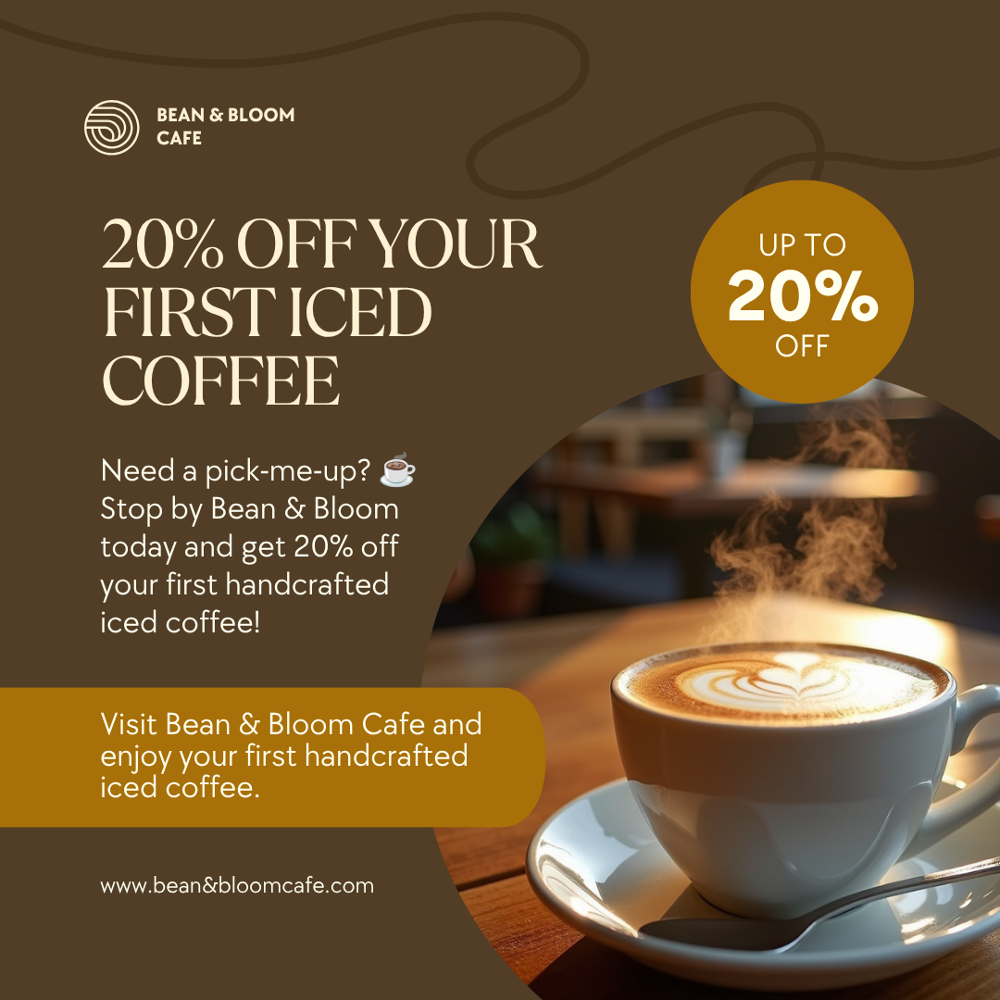 BEAN & BLOOM
CAFE
20% OFF YOUR
FIRST ICED
COFFEE
UP TO
20%
OFF
Need a pick-me-up? ☕
Stop by Bean & Bloom
today and get 20% off
your first handcrafted
iced coffee!
Visit Bean & Bloom Cafe and
enjoy your first handcrafted
iced coffee.
www.bean&bloomcafe.com